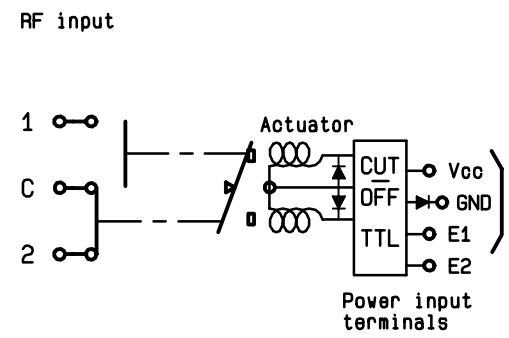 RF input
1
Actuator
CUT
OFF
TTL
Vcc
GND
C
E1
E2
2
Power input
terminals